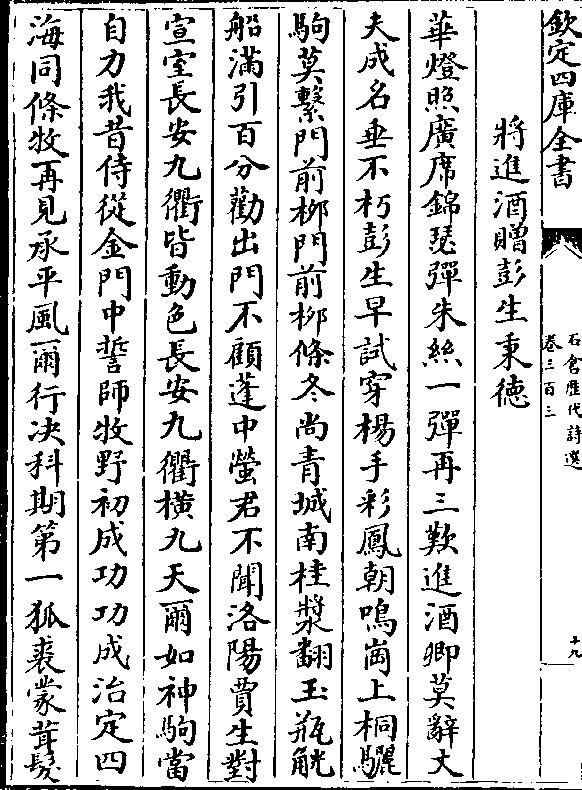 欽定四庫全書
石倉歷代詩選
卷三百三
十九
將進酒贈彭生秉德
華燈照廣席錦瑟彈朱絲一彈再三歎進酒卿莫辭丈
夫成名垂不朽彭生早試穿楊手彩鳳朝鳴崗上桐驪
駒莫繫門前栁門前栁條冬尚青城南桂漿翻玉瓶觥
船滿引百分勸出門不顧蓬中螢君不聞洛陽賈生對
宣室長安九衢皆動色長安九衢橫九天爾如神駒當
自力我昔侍從金門中誓師牧野初成功功成治定四
海同條牧再見承平風爾行决科期第一狐裘蒙茸髮